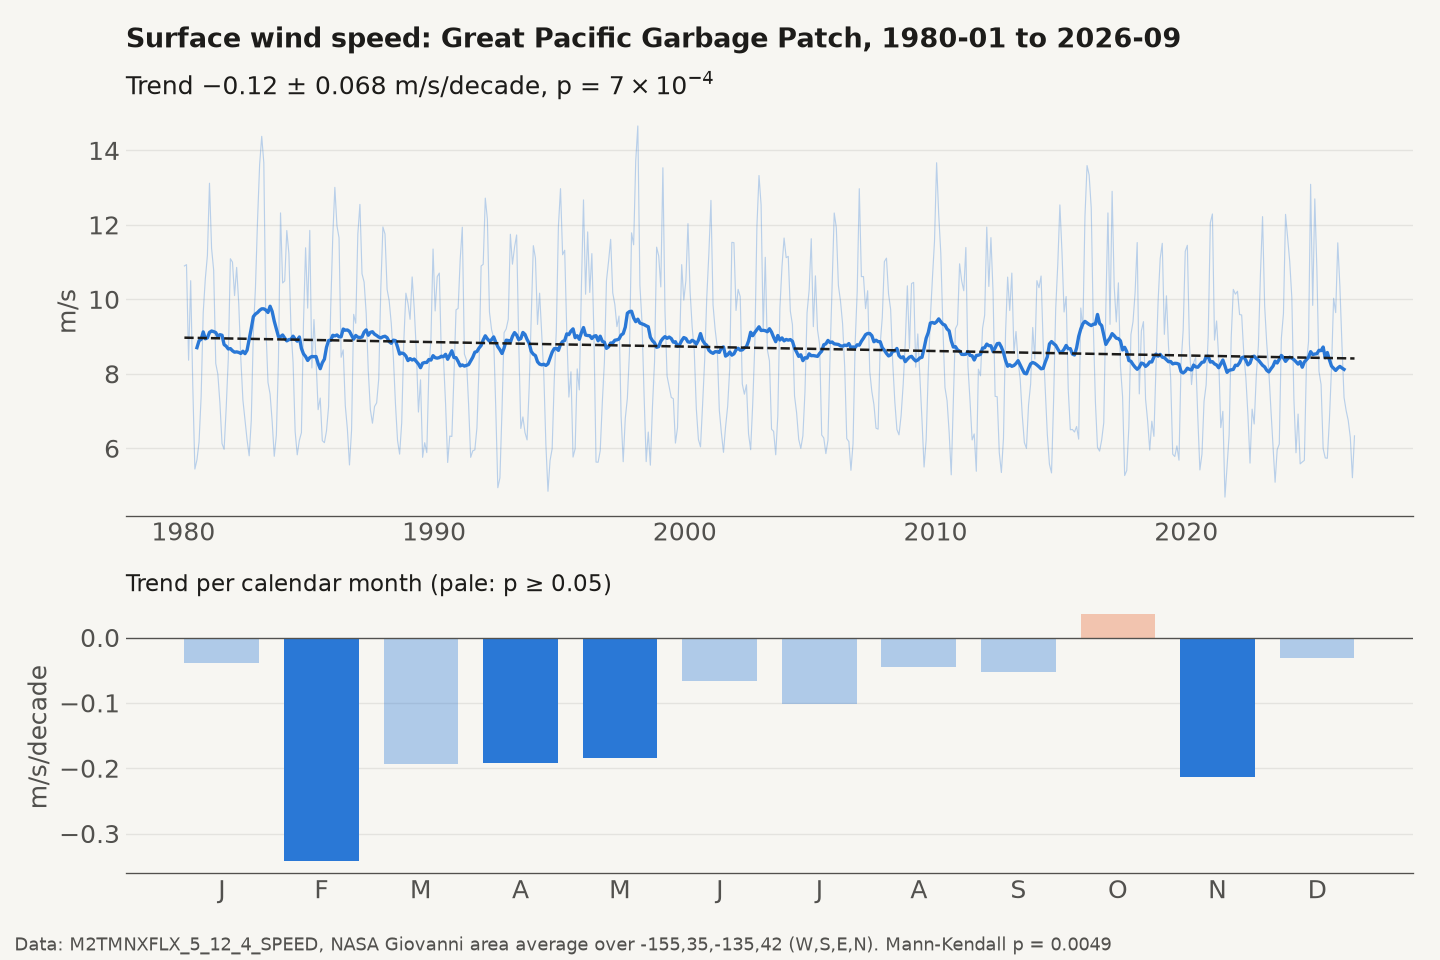 Surface wind speed: Great Pacific Garbage Patch, 1980-01 to 2026-09
Trend −0.12 ± 0.068 m/s/decade, p = 7 × 10⁻⁴
14
12
10
8
6
m/s
1980 1990 2000 2010 2020
Trend per calendar month (pale: p ≥ 0.05)
0.0
−0.1
−0.2
−0.3
m/s/decade
J F M A M J J A S O N D
Data: M2TMNXFLX_5_12_4_SPEED, NASA Giovanni area average over -155,35,-135,42 (W,S,E,N). Mann-Kendall p = 0.0049